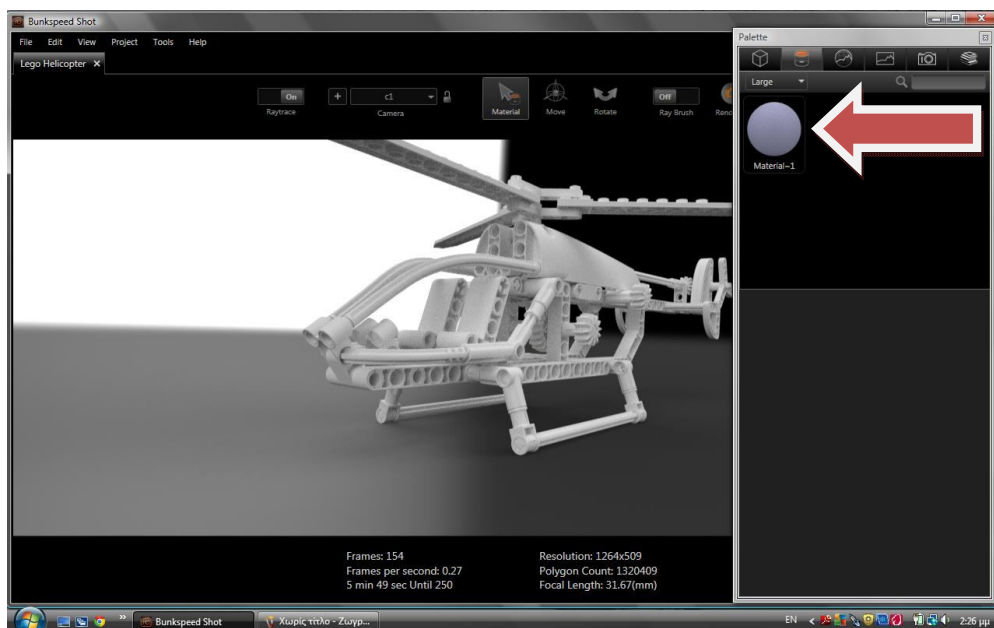 Bunkspeed Shot
File Edit View Project Tools Help
Lego Helicopter
On
Raytrace
c1
Camera
Material
Move
Rotate
Off
Ray Brush
Palette
Large
Material~1
Frames: 154
Frames per second: 0.27
5 min 49 sec Until 250
Resolution: 1264x509
Polygon Count: 1320409
Focal Length: 31.67(mm)
Bunkspeed Shot
Χωρίς τίτλο - Ζωγρ...
EN
2:26 μμ